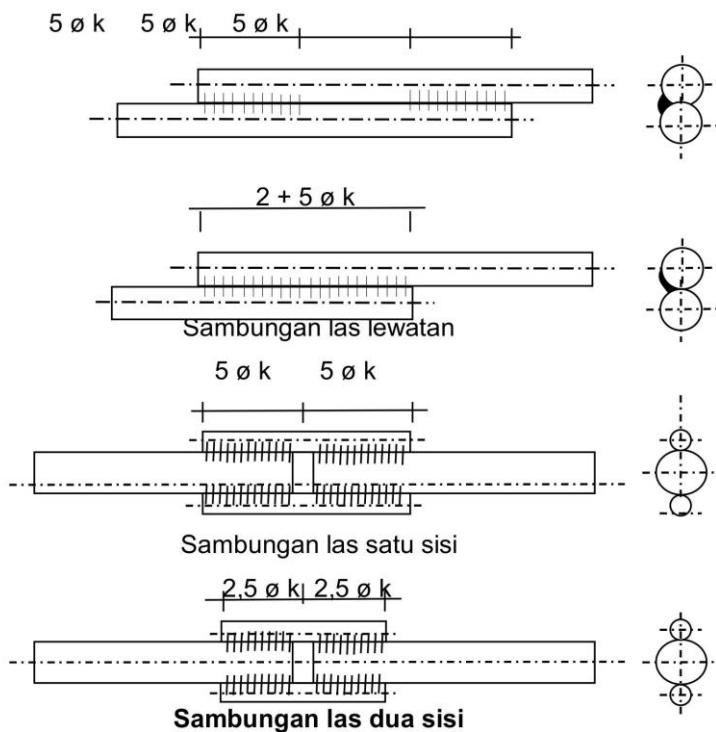 5 ø k 5 ø k 5 ø k
2 + 5 ø k
Sambungan las lewatan
5 ø k 5 ø k
Sambungan las satu sisi
2,5 ø k 2,5 ø k
Sambungan las dua sisi